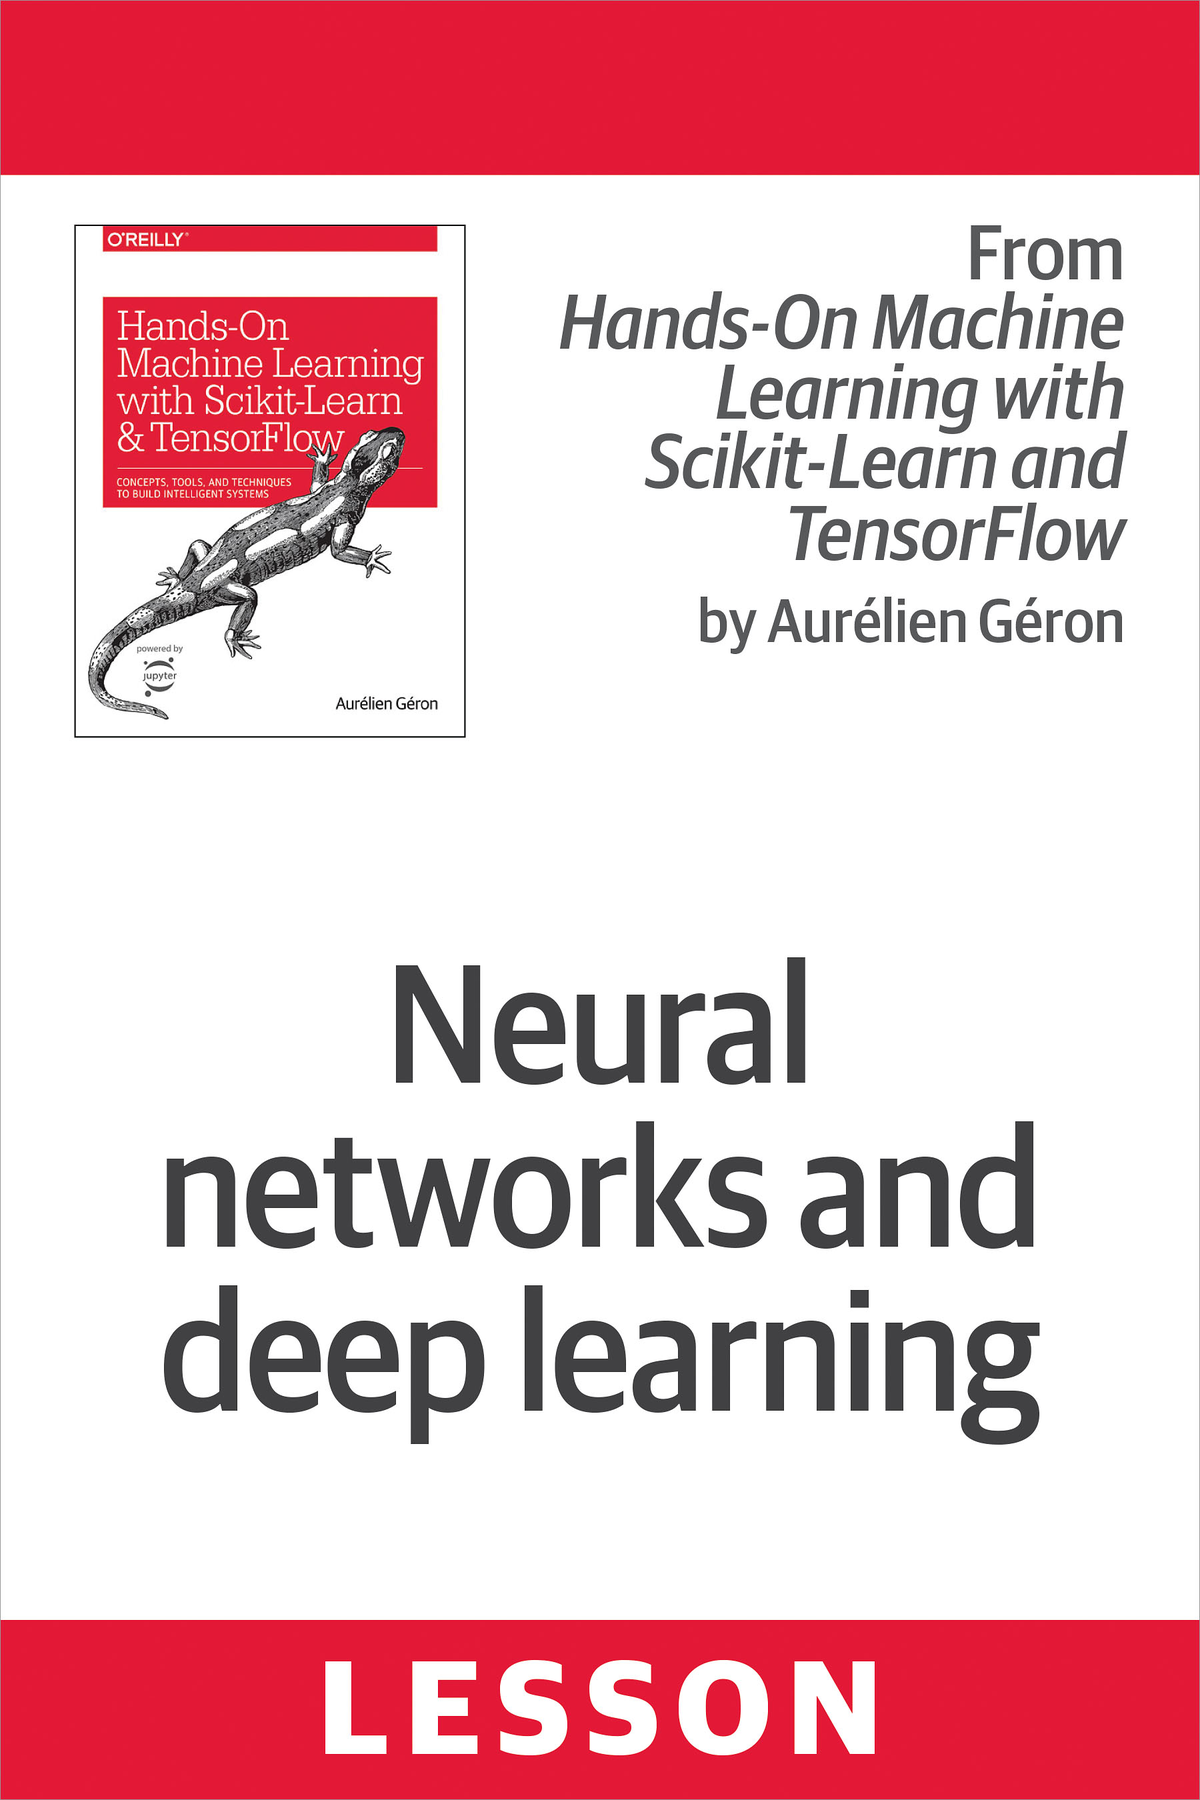 O'REILLY®
Hands-On
Machine Learning
with Scikit-Learn
& TensorFlow
CONCEPTS, TOOLS, AND TECHNIQUES
TO BUILD INTELLIGENT SYSTEMS
powered by
jupyter
Aurélien Géron
From
Hands-On Machine
Learning with
Scikit-Learn and
TensorFlow
by Aurélien Géron
Neural
networks and
deep learning
LESSON